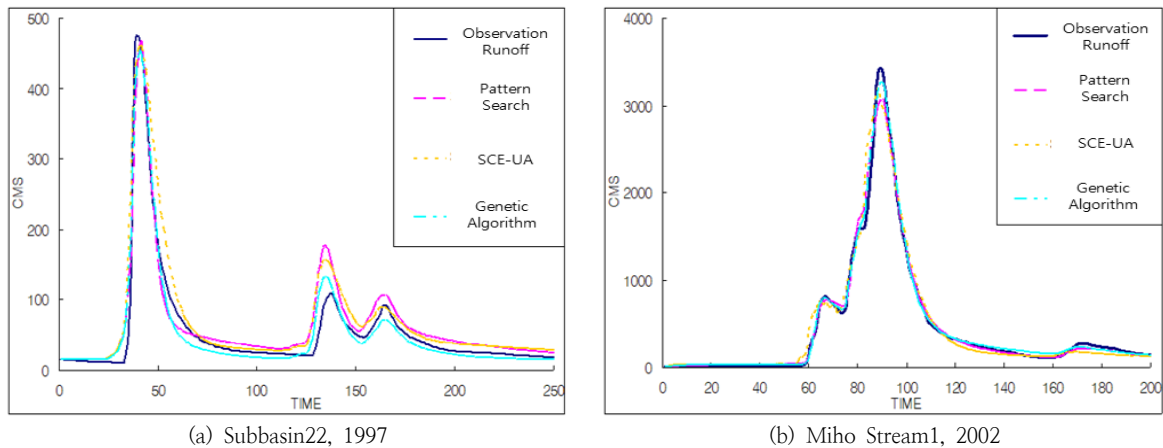 500
400
300
200
100
0
CMS
0 50 100 150 200 250
TIME
Observation
Runoff
Pattern
Search
SCE-UA
Genetic
Algorithm
(a) Subbasin22, 1997
4000
3000
2000
1000
0
CMS
0 20 40 60 80 100 120 140 160 180 200
TIME
Observation
Runoff
Pattern
Search
SCE-UA
Genetic
Algorithm
(b) Miho Stream1, 2002